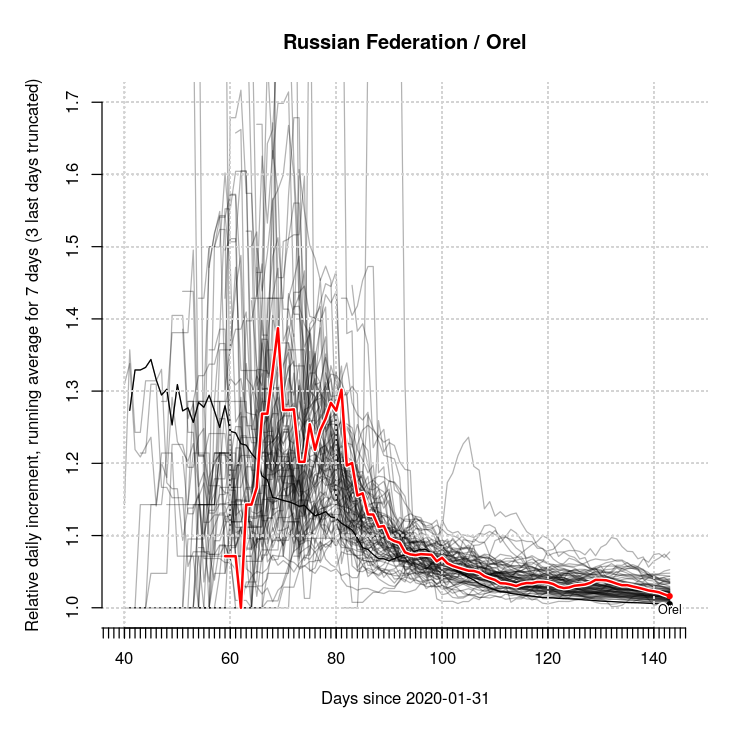 Russian Federation / Orel
Relative daily increment, running average for 7 days (3 last days truncated)
1.7
1.6
1.5
1.4
1.3
1.2
1.1
1.0
Orel
40 60 80 100 120 140
Days since 2020-01-31